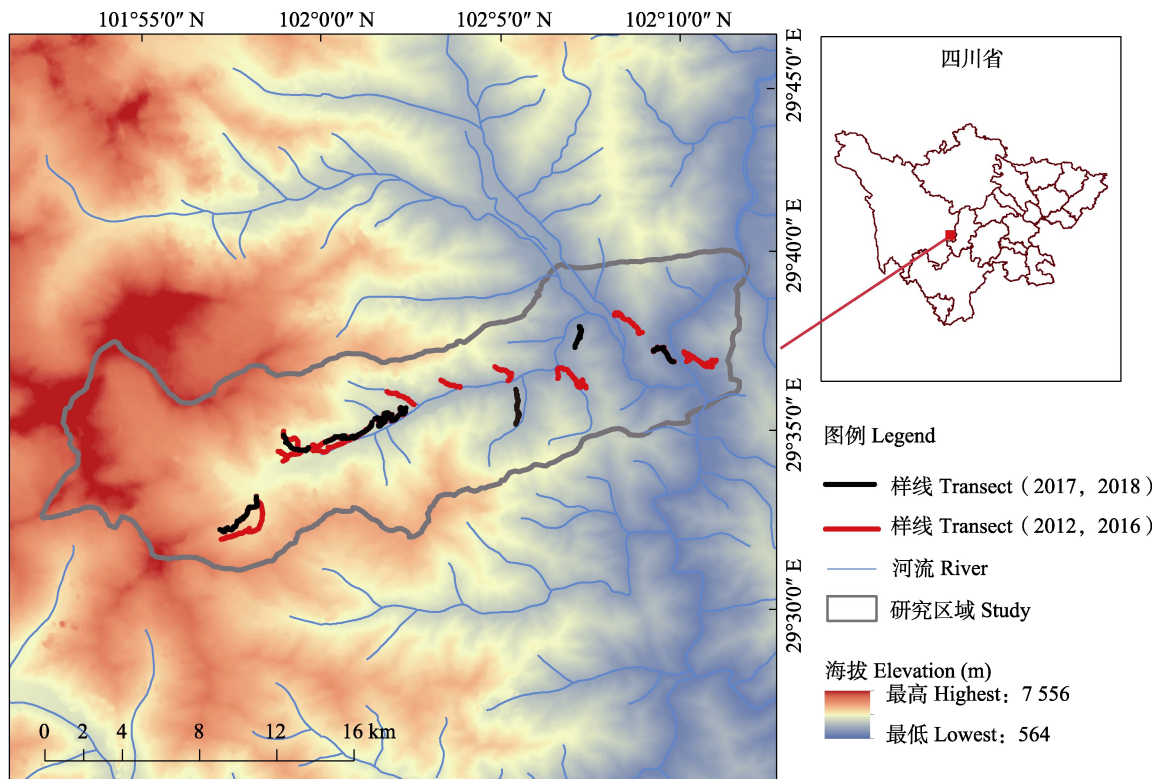 101°55′0″ N
102°0′0″ N
102°5′0″ N
102°10′0″ N
29°45′0″ E
29°40′0″ E
29°35′0″ E
29°30′0″ E
0 2 4 8 12 16 km
四川省
图例 Legend
样线 Transect（2017，2018）
样线 Transect（2012，2016）
河流 River
研究区域 Study
海拔 Elevation (m)
最高 Highest：7 556
最低 Lowest：564